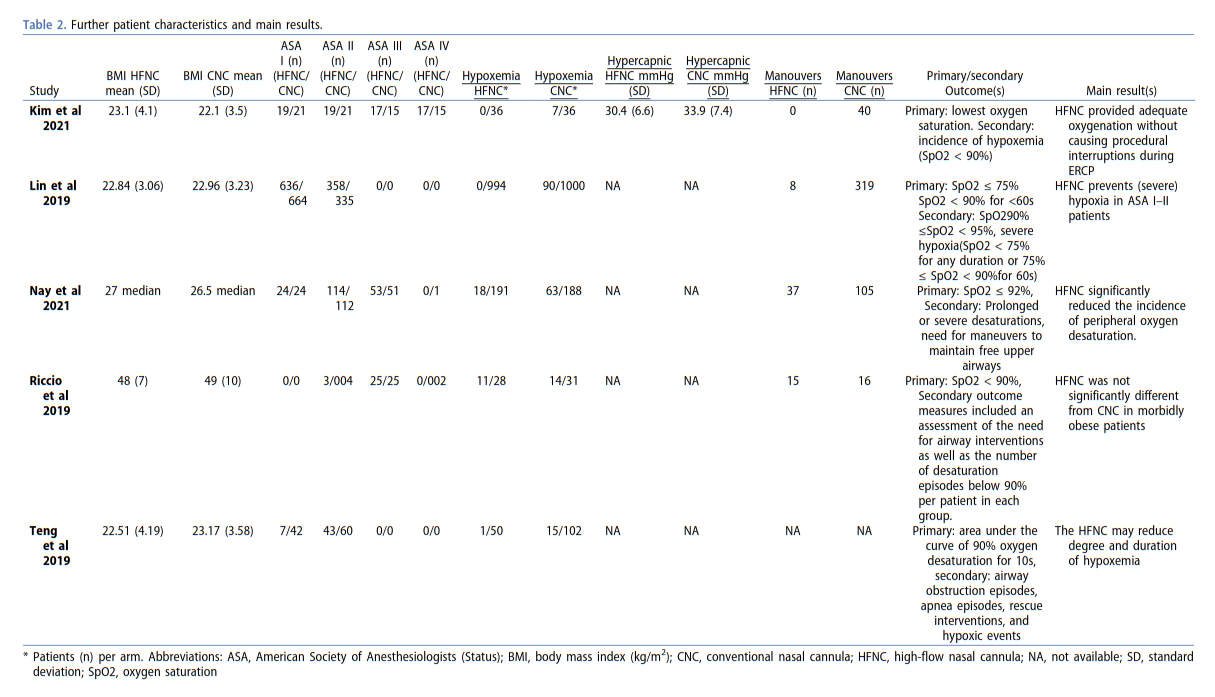 Table 2. Further patient characteristics and main results.
Study
BMI HFNC
mean (SD)
BMI CNC mean
(SD)
ASA
I (n)
(HFNC/
CNC)
ASA II
(n)
(HFNC/
CNC)
ASA III
(n)
(HFNC/
CNC)
ASA IV
(n)
(HFNC/
CNC)
Hypoxemia
HFNC*
Hypoxemia
CNC*
Hypercapnic
HFNC mmHg
(SD)
Hypercapnic
CNC mmHg
(SD)
Manouvers
HFNC (n)
Manouvers
CNC (n)
Primary/secondary
Outcome(s)
Main result(s)
Kim et al
2021
23.1 (4.1)
22.1 (3.5)
19/21
19/21
17/15
17/15
0/36
7/36
30.4 (6.6)
33.9 (7.4)
0
40
Primary: lowest oxygen
saturation. Secondary:
incidence of hypoxemia
(SpO2 < 90%)
HFNC provided adequate
oxygenation without
causing procedural
interruptions during
ERCP
Lin et al
2019
22.84 (3.06)
22.96 (3.23)
636/
664
358/
335
0/0
0/0
0/994
90/1000
NA
NA
8
319
Primary: SpO2 ≤ 75%
SpO2 < 90% for <60s
Secondary: SpO290%
≤SpO2 < 95%, severe
hypoxia(SpO2 < 75%
for any duration or 75%
≤ SpO2 < 90%for 60s)
HFNC prevents (severe)
hypoxia in ASA I–II
patients
Nay et al
2021
27 median
26.5 median
24/24
114/
112
53/51
0/1
18/191
63/188
NA
NA
37
105
Primary: SpO2 ≤ 92%,
Secondary: Prolonged
or severe desaturations,
need for maneuvers to
maintain free upper
airways
HFNC significantly
reduced the incidence
of peripheral oxygen
desaturation.
Riccio
et al
2019
48 (7)
49 (10)
0/0
3/004
25/25
0/002
11/28
14/31
NA
NA
15
16
Primary: SpO2 < 90%,
Secondary outcome
measures included an
assessment of the need
for airway interventions
as well as the number
of desaturation
episodes below 90%
per patient in each
group.
HFNC was not
significantly different
from CNC in morbidly
obese patients
Teng
et al
2019
22.51 (4.19)
23.17 (3.58)
7/42
43/60
0/0
0/0
1/50
15/102
NA
NA
NA
NA
Primary: area under the
curve of 90% oxygen
desaturation for 10s,
secondary: airway
obstruction episodes,
apnea episodes, rescue
interventions, and
hypoxic events
The HFNC may reduce
degree and duration
of hypoxemia
* Patients (n) per arm. Abbreviations: ASA, American Society of Anesthesiologists (Status); BMI, body mass index (kg/m²); CNC, conventional nasal cannula; HFNC, high-flow nasal cannula; NA, not available; SD, standard
deviation; SpO2, oxygen saturation